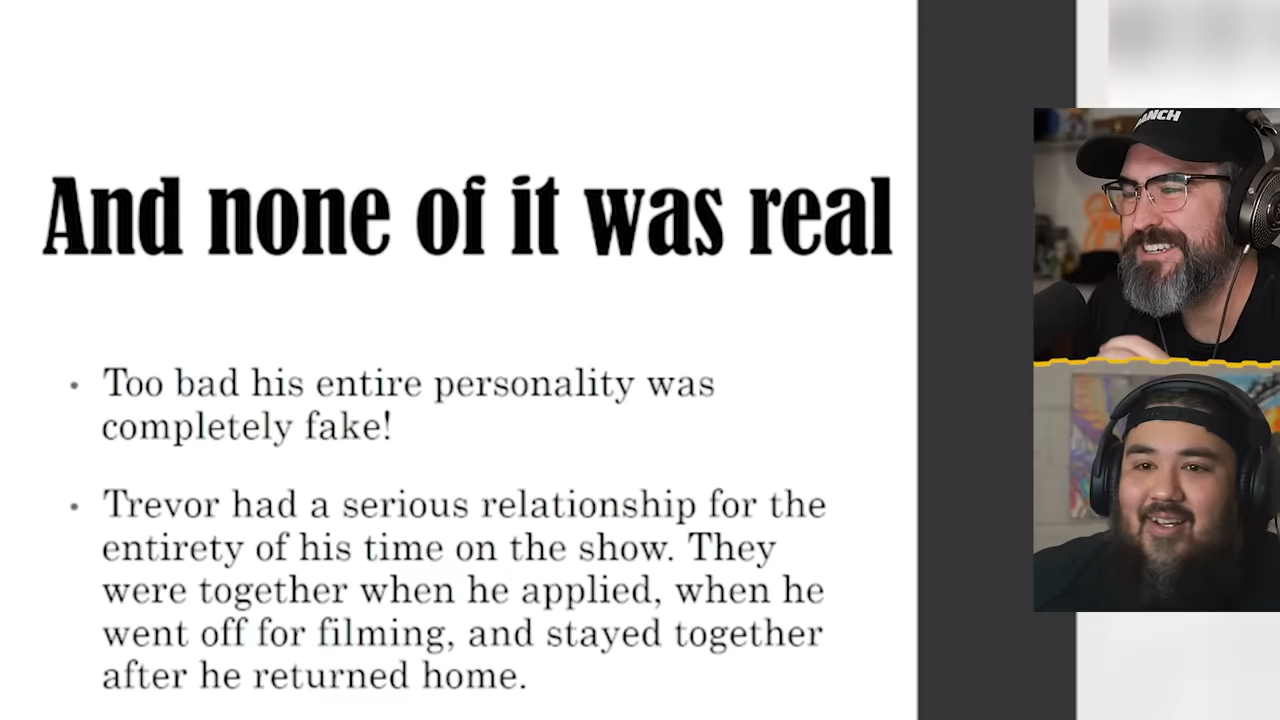 And none of it was real
• Too bad his entire personality was
completely fake!
• Trevor had a serious relationship for the
entirety of his time on the show. They
were together when he applied, when he
went off for filming, and stayed together
after he returned home.